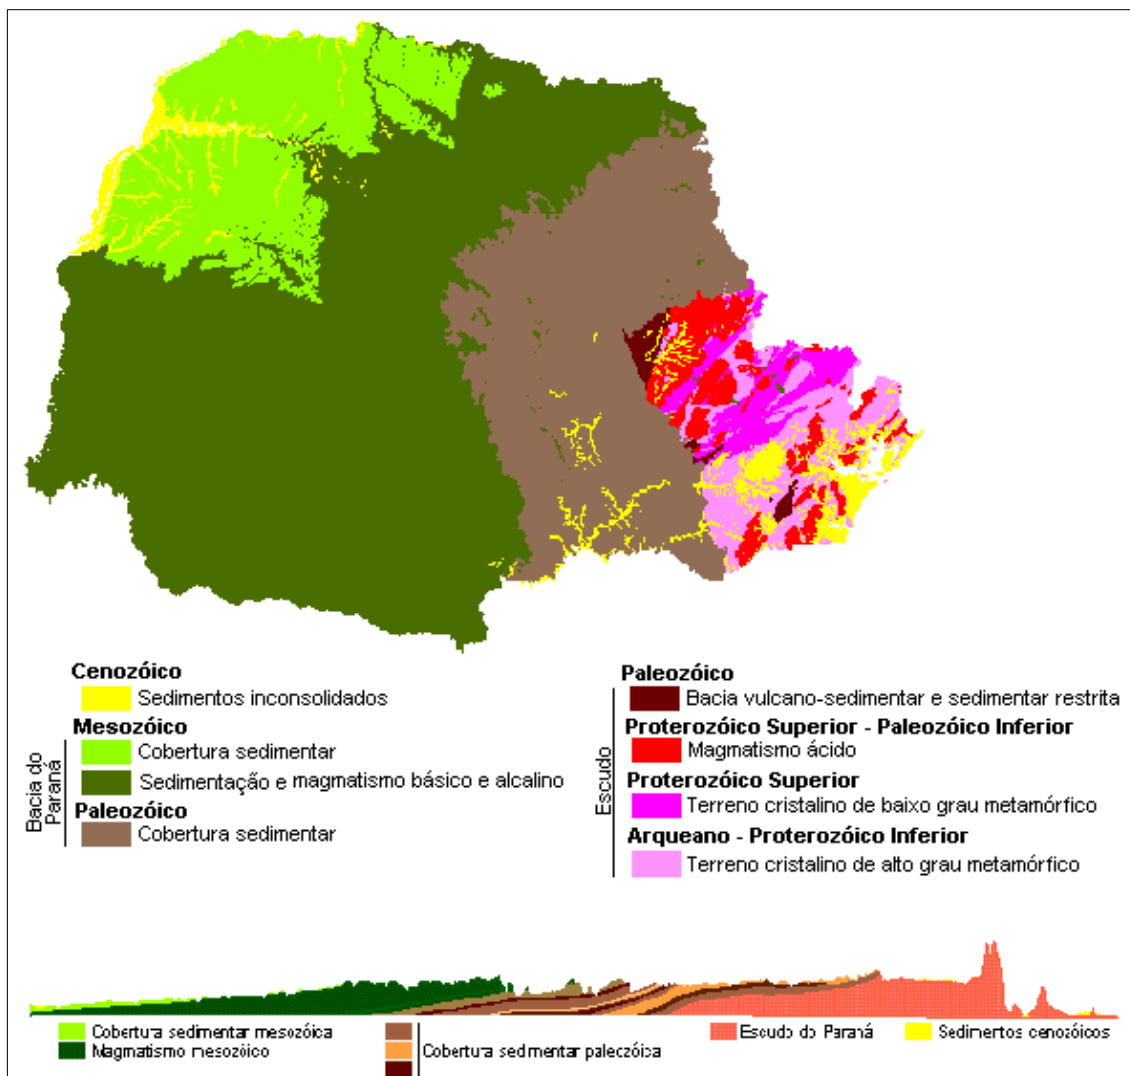 Cenozóico
Sedimentos inconsolidados
Mesozóico
Cobertura sedimentar
Sedimentação e magmatismo básico e alcalino
Paleozóico
Cobertura sedimentar
Bacia do Paraná
Paleozóico
Bacia vulcano-sedimentar e sedimentar restrita
Proterozóico Superior - Paleozóico Inferior
Magmatismo ácido
Proterozóico Superior
Terreno cristalino de baixo grau metamórfico
Arqueano - Proterozóico Inferior
Terreno cristalino de alto grau metamórfico
Escudo
Cobertura sedimentar mesozóica
Magmatismo mesozóico
Cobertura sedimentar paleozóica
Escudo do Paraná
Sedimentos cenozóicos